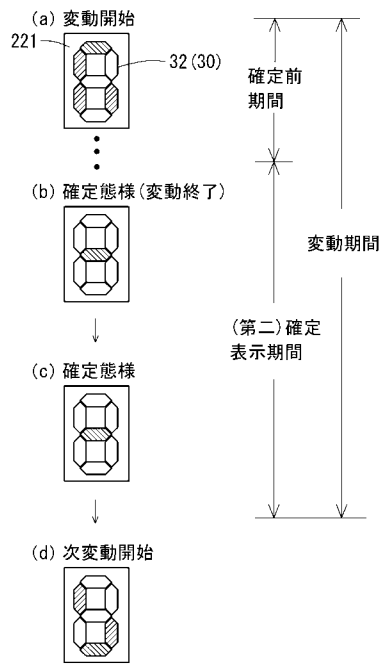 (a) 変動開始
221
32(30)
確定前
期間
(b) 確定態様(変動終了)
変動期間
(第二)確定
表示期間
(c) 確定態様
(d) 次変動開始